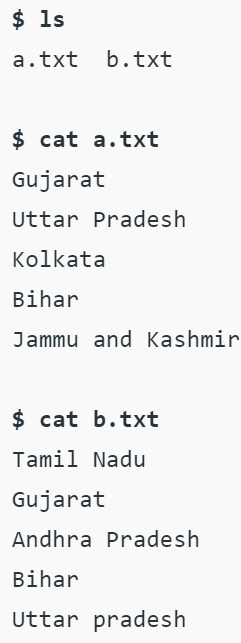 $ ls
a.txt  b.txt
$ cat a.txt
Gujarat
Uttar Pradesh
Kolkata
Bihar
Jammu and Kashmir
$ cat b.txt
Tamil Nadu
Gujarat
Andhra Pradesh
Bihar
Uttar pradesh